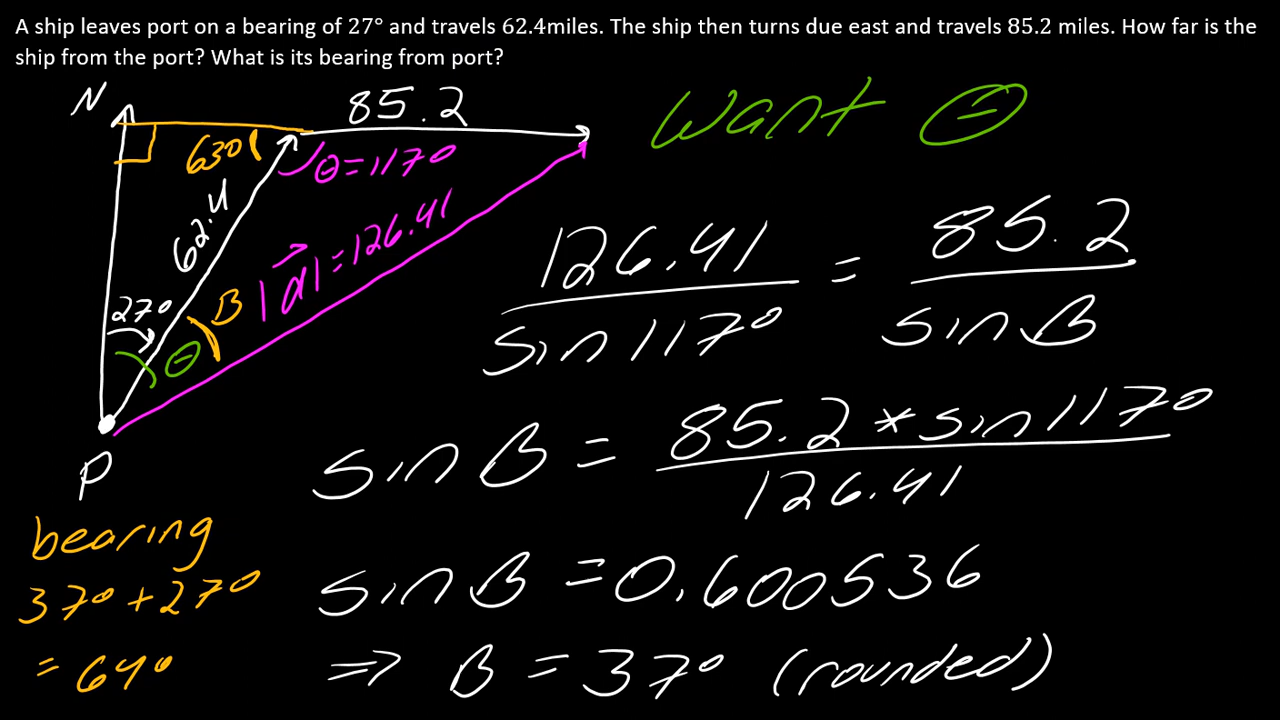 A ship leaves port on a bearing of 27° and travels 62.4miles. The ship then turns due east and travels 85.2 miles. How far is the
ship from the port? What is its bearing from port?
N
85.2
want θ
63°
θ=117°
62.4
|d|=126.41
27°
B
θ
P
126.41/sin 117° = 85.2/sin B
sin B = 85.2*sin 117°/126.41
bearing
37°+27°
= 64°
sin B = 0.600536
⇒ B = 37° (rounded)